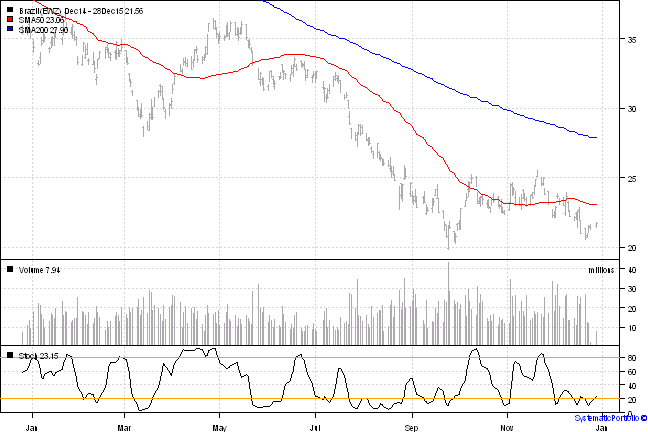 Brazil(EWZ) Dec14 - 28Dec15 21.56
SMA50 23.06
SMA200 27.90
35
30
25
20
Volume 7.94
millions
40
30
20
10
Stoch 23.15
80
60
40
20
0
Jan
Mar
May
Jul
Sep
Nov
Jan
SystematicPortfolio ©